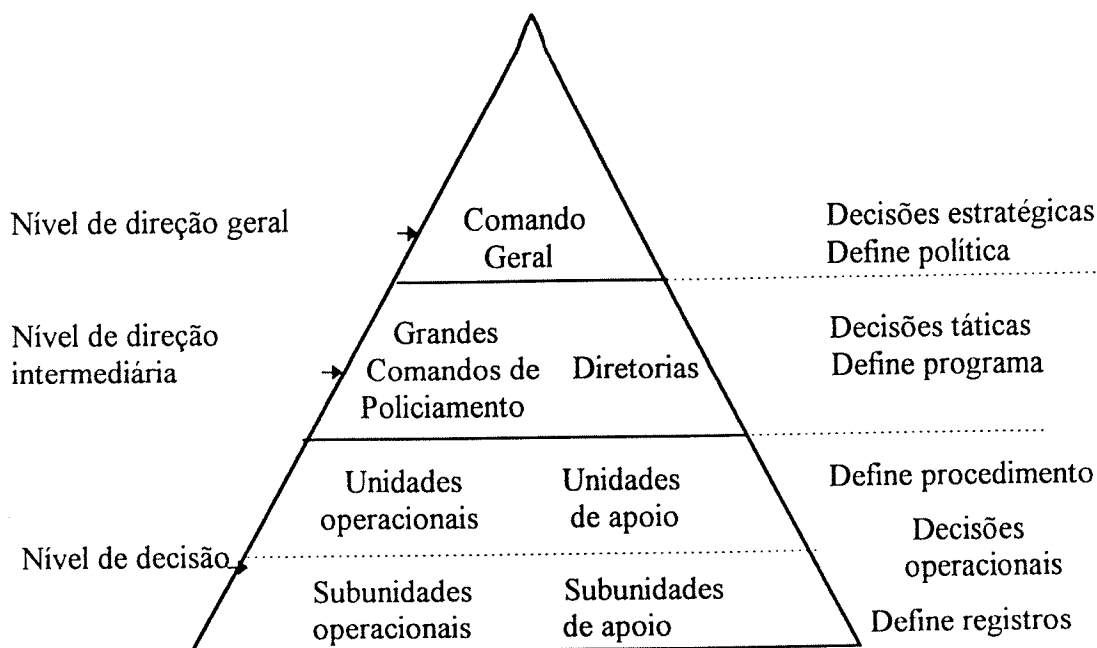 Nível de direção geral
Comando
Geral
Decisões estratégicas
Define política
Nível de direção
intermediária
Grandes
Comandos de
Policiamento
Diretorias
Decisões táticas
Define programa
Unidades
operacionais
Unidades
de apoio
Define procedimento
Decisões
operacionais
Nível de decisão
Subunidades
operacionais
Subunidades
de apoio
Define registros